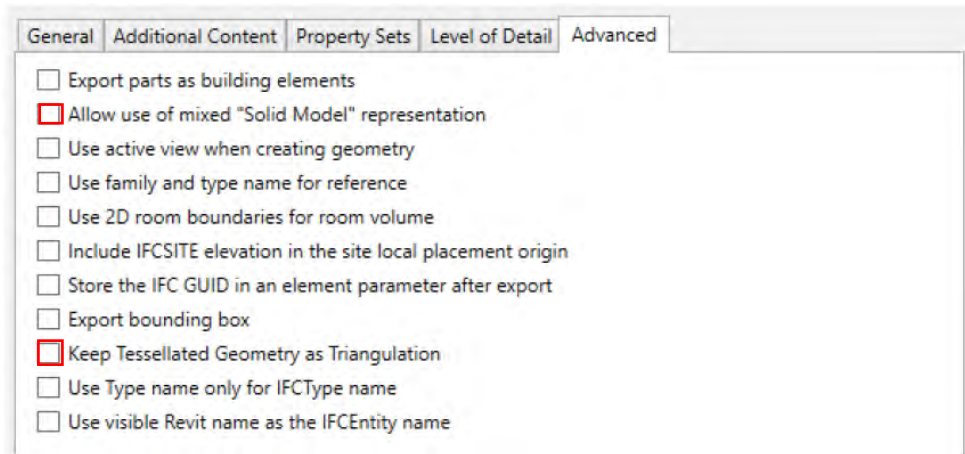 General Additional Content Property Sets Level of Detail Advanced
Export parts as building elements
Allow use of mixed "Solid Model" representation
Use active view when creating geometry
Use family and type name for reference
Use 2D room boundaries for room volume
Include IFCSITE elevation in the site local placement origin
Store the IFC GUID in an element parameter after export
Export bounding box
Keep Tessellated Geometry as Triangulation
Use Type name only for IFCType name
Use visible Revit name as the IFCEntity name